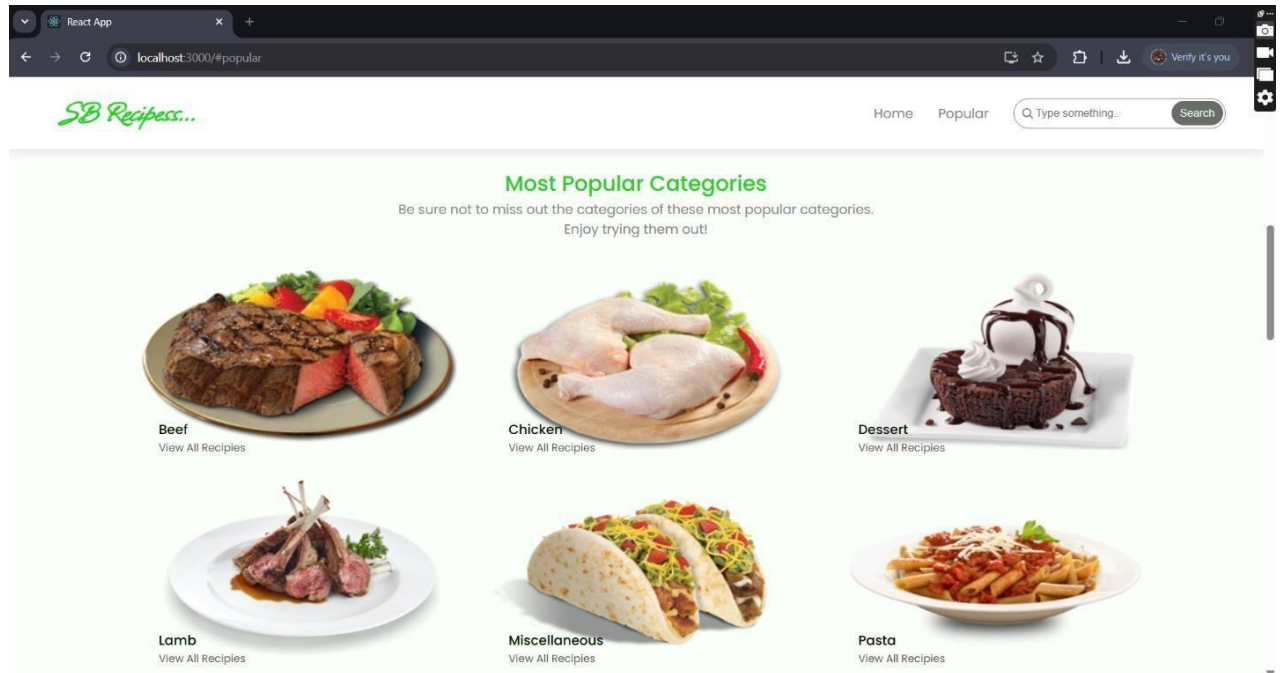 React App
localhost:3000/#popular
Verify it's you
SB Recipess...
Home
Popular
Type something..
Search
Most Popular Categories
Be sure not to miss out the categories of these most popular categories.
Enjoy trying them out!
Beef
View All Recipies
Chicken
View All Recipies
Dessert
View All Recipies
Lamb
View All Recipies
Miscellaneous
View All Recipies
Pasta
View All Recipies